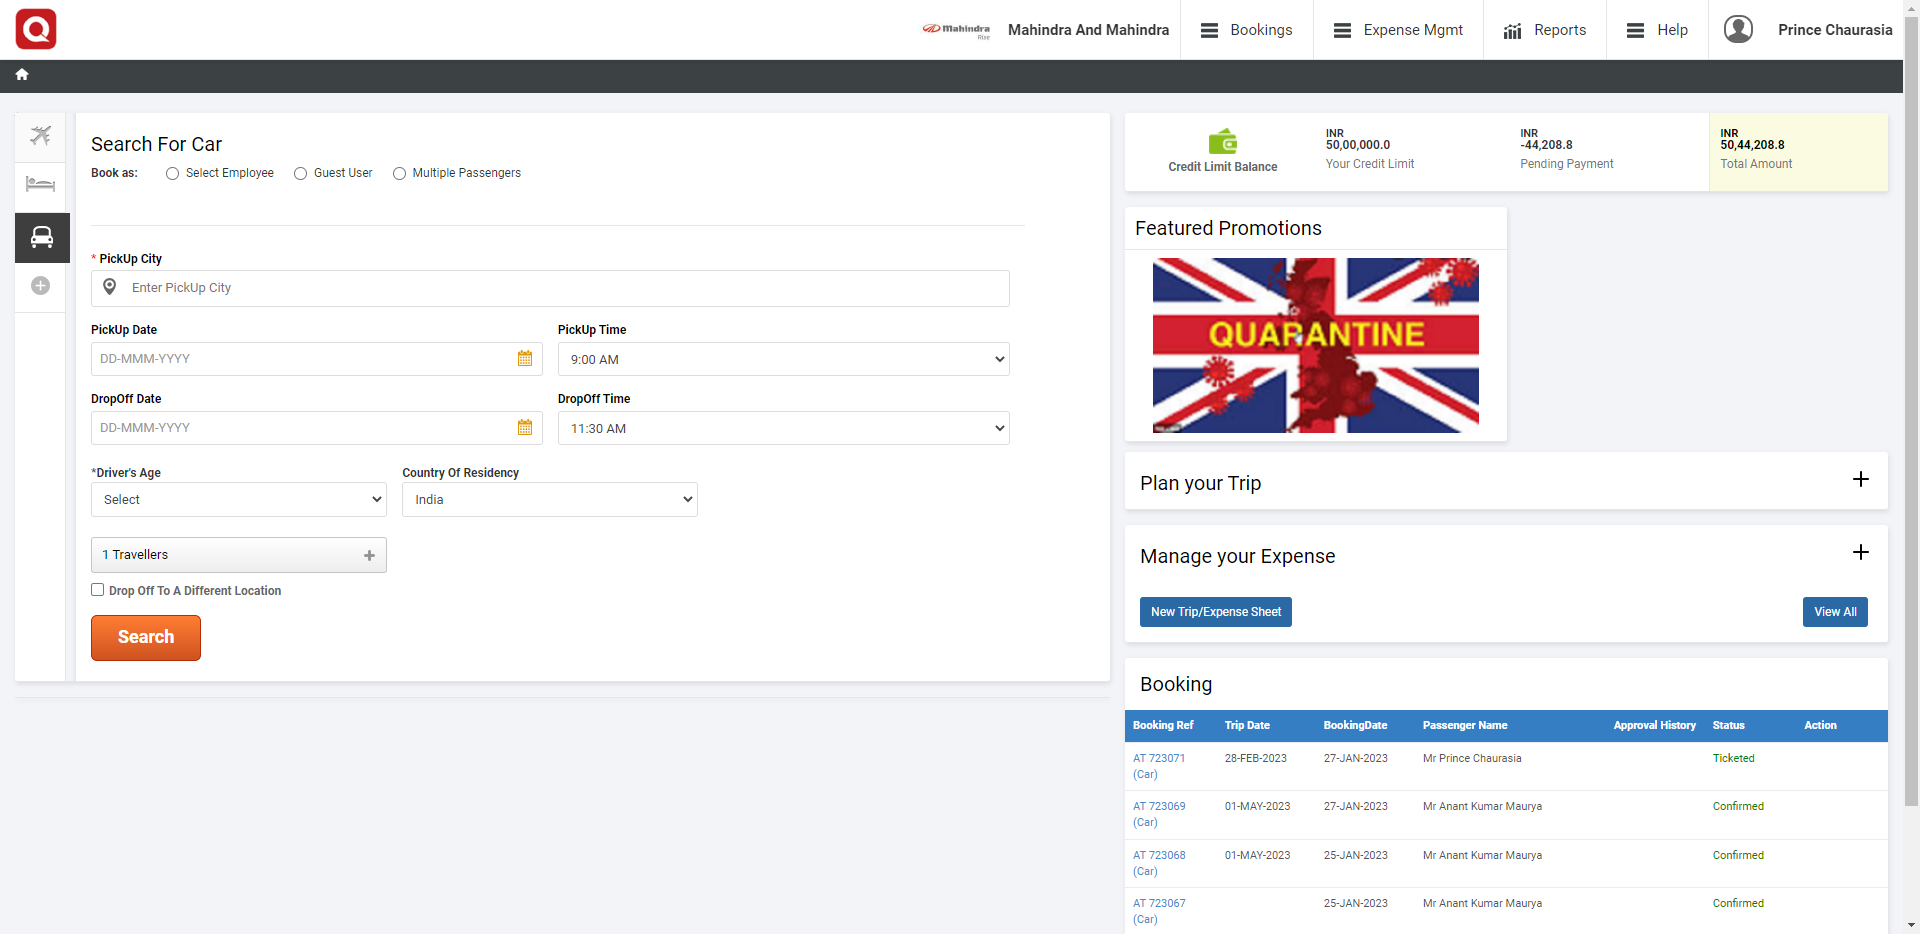 Q
Mahindra
Rise
Mahindra And Mahindra
Bookings
Expense Mgmt
Reports
Help
Prince Chaurasia
Search For Car
Book as:
Select Employee
Guest User
Multiple Passengers
* PickUp City
Enter PickUp City
PickUp Date
PickUp Time
DD-MMM-YYYY
9:00 AM
DropOff Date
DropOff Time
DD-MMM-YYYY
11:30 AM
*Driver's Age
Country Of Residency
Select
India
1 Travellers
Drop Off To A Different Location
Search
Credit Limit Balance
INR
50,00,000.0
Your Credit Limit
INR
-44,208.8
Pending Payment
INR
50,44,208.8
Total Amount
Featured Promotions
QUARANTINE
Plan your Trip
Manage your Expense
New Trip/Expense Sheet
View All
Booking
Booking Ref Trip Date BookingDate Passenger Name Approval History Status Action
AT 723071 28-FEB-2023 27-JAN-2023 Mr Prince Chaurasia Ticketed
(Car)
AT 723069 01-MAY-2023 27-JAN-2023 Mr Anant Kumar Maurya Confirmed
(Car)
AT 723068 01-MAY-2023 25-JAN-2023 Mr Anant Kumar Maurya Confirmed
(Car)
AT 723067 25-JAN-2023 Mr Anant Kumar Maurya Confirmed
(Car)